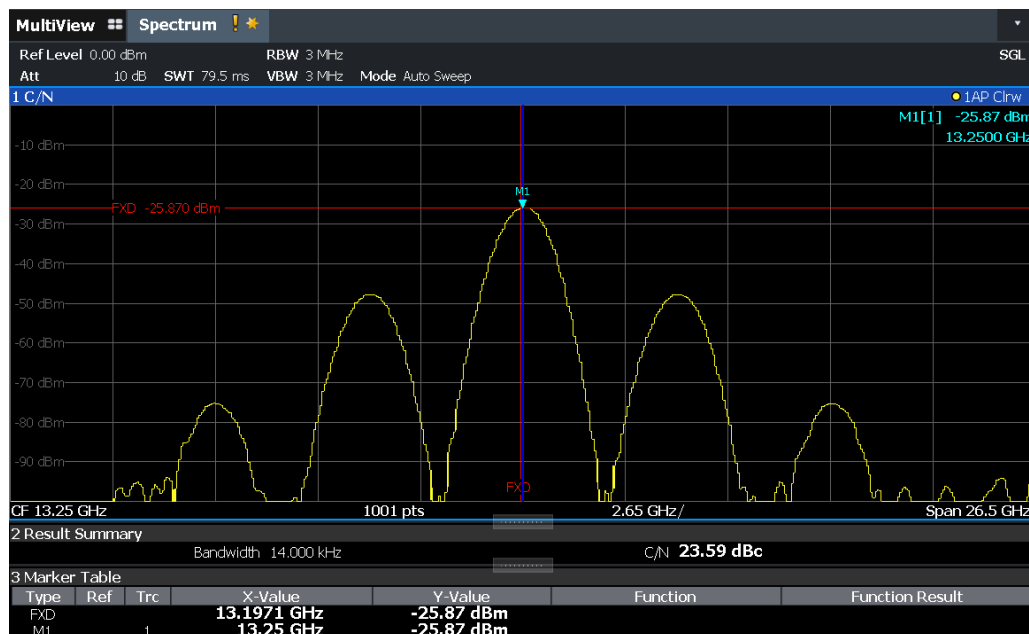 MultiView Spectrum !
Ref Level 0.00 dBm RBW 3 MHz SGL
Att 10 dB SWT 79.5 ms VBW 3 MHz Mode Auto Sweep
1 C/N 1AP Clrw
M1[1] -25.87 dBm
13.2500 GHz
-10 dBm
-20 dBm
M1
FXD -25.870 dBm
-30 dBm
-40 dBm
-50 dBm
-60 dBm
-70 dBm
-80 dBm
-90 dBm
FXD
CF 13.25 GHz 1001 pts 2.65 GHz/ Span 26.5 GHz
2 Result Summary
Bandwidth 14.000 kHz C/N 23.59 dBc
3 Marker Table
Type Ref Trc X-Value Y-Value Function Function Result
FXD 13.1971 GHz -25.87 dBm
M1 1 13.25 GHz -25.87 dBm